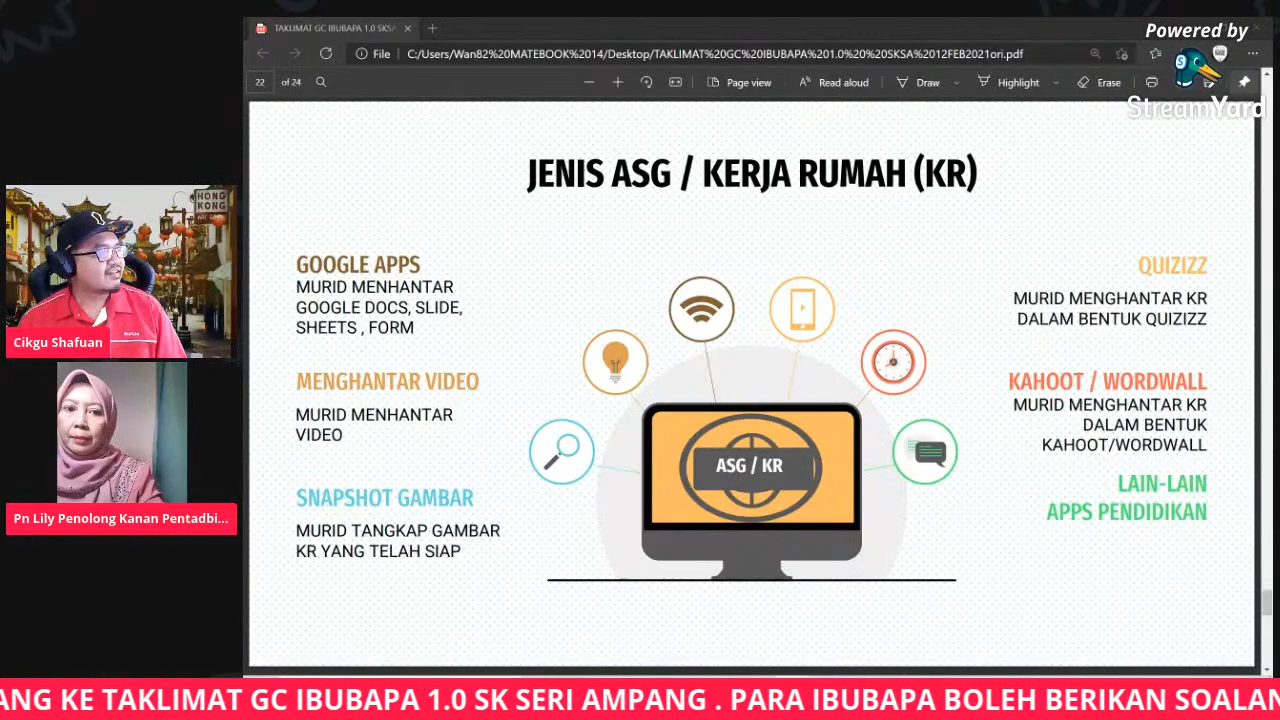 TAKLIMAT GC IBUBAPA 1.0 SKS/
File
C:/Users/Wan82%20MATEBOOK%2014/Desktop/TAKLIMAT%20GC%20IBUBAPA%201.0%20%20SKSA%2012FEB2021ori.pdf
22 of 24
Page view
Read aloud
Draw
Highlight
Erase
Powered by
StreamYard
JENIS ASG / KERJA RUMAH (KR)
GOOGLE APPS
MURID MENHANTAR
GOOGLE DOCS, SLIDE,
SHEETS , FORM
MENGHANTAR VIDEO
MURID MENHANTAR
VIDEO
SNAPSHOT GAMBAR
MURID TANGKAP GAMBAR
KR YANG TELAH SIAP
ASG / KR
QUIZIZZ
MURID MENGHANTAR KR
DALAM BENTUK QUIZIZZ
KAHOOT / WORDWALL
MURID MENGHANTAR KR
DALAM BENTUK
KAHOOT/WORDWALL
LAIN-LAIN
APPS PENDIDIKAN
HONG
KONG
Cikgu Shafuan
Pn Lily Penolong Kanan Pentadbi...
ANG KE TAKLIMAT GC IBUBAPA 1.0 SK SERI AMPANG . PARA IBUBAPA BOLEH BERIKAN SOALAN